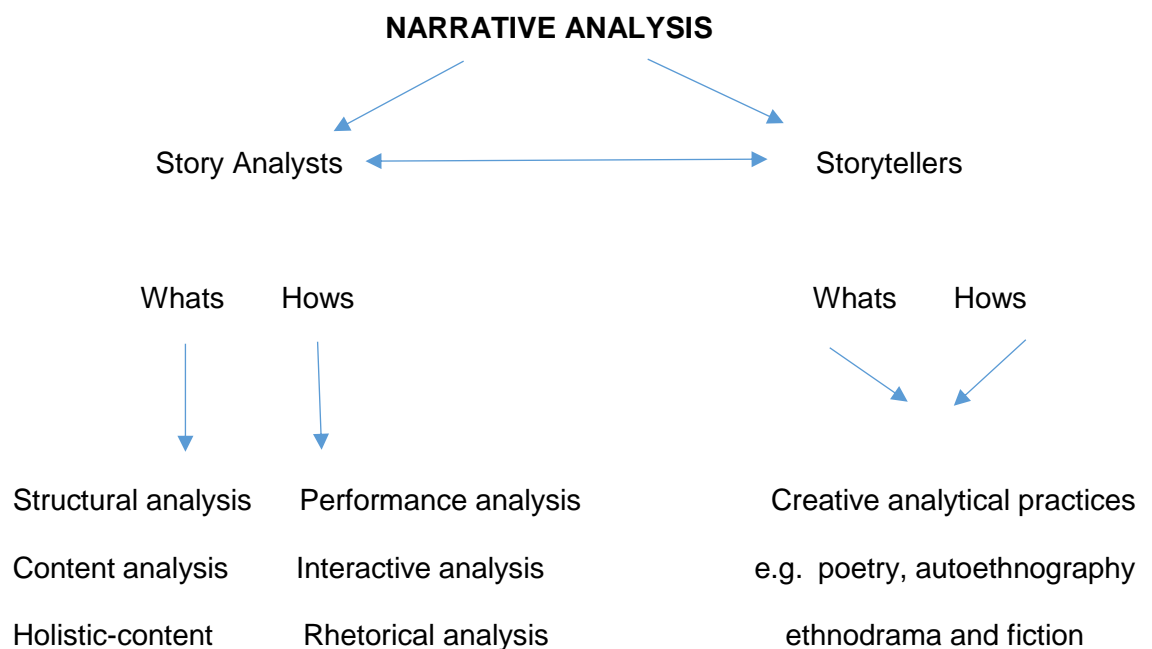 NARRATIVE ANALYSIS
Story Analysts Storytellers
Whats Hows Whats Hows
Structural analysis Performance analysis Creative analytical practices
Content analysis Interactive analysis e.g. poetry, autoethnography
Holistic-content Rhetorical analysis ethnodrama and fiction